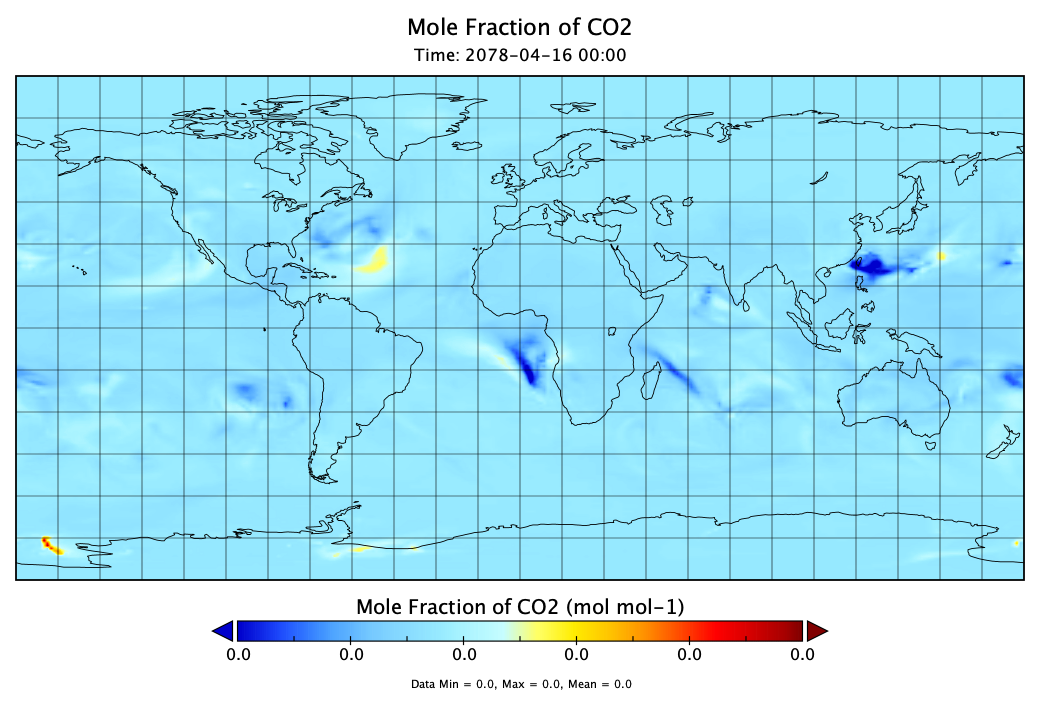 Mole Fraction of CO2
Time: 2078-04-16 00:00
Mole Fraction of CO2 (mol mol-1)
0.0 0.0 0.0 0.0 0.0 0.0
Data Min = 0.0, Max = 0.0, Mean = 0.0